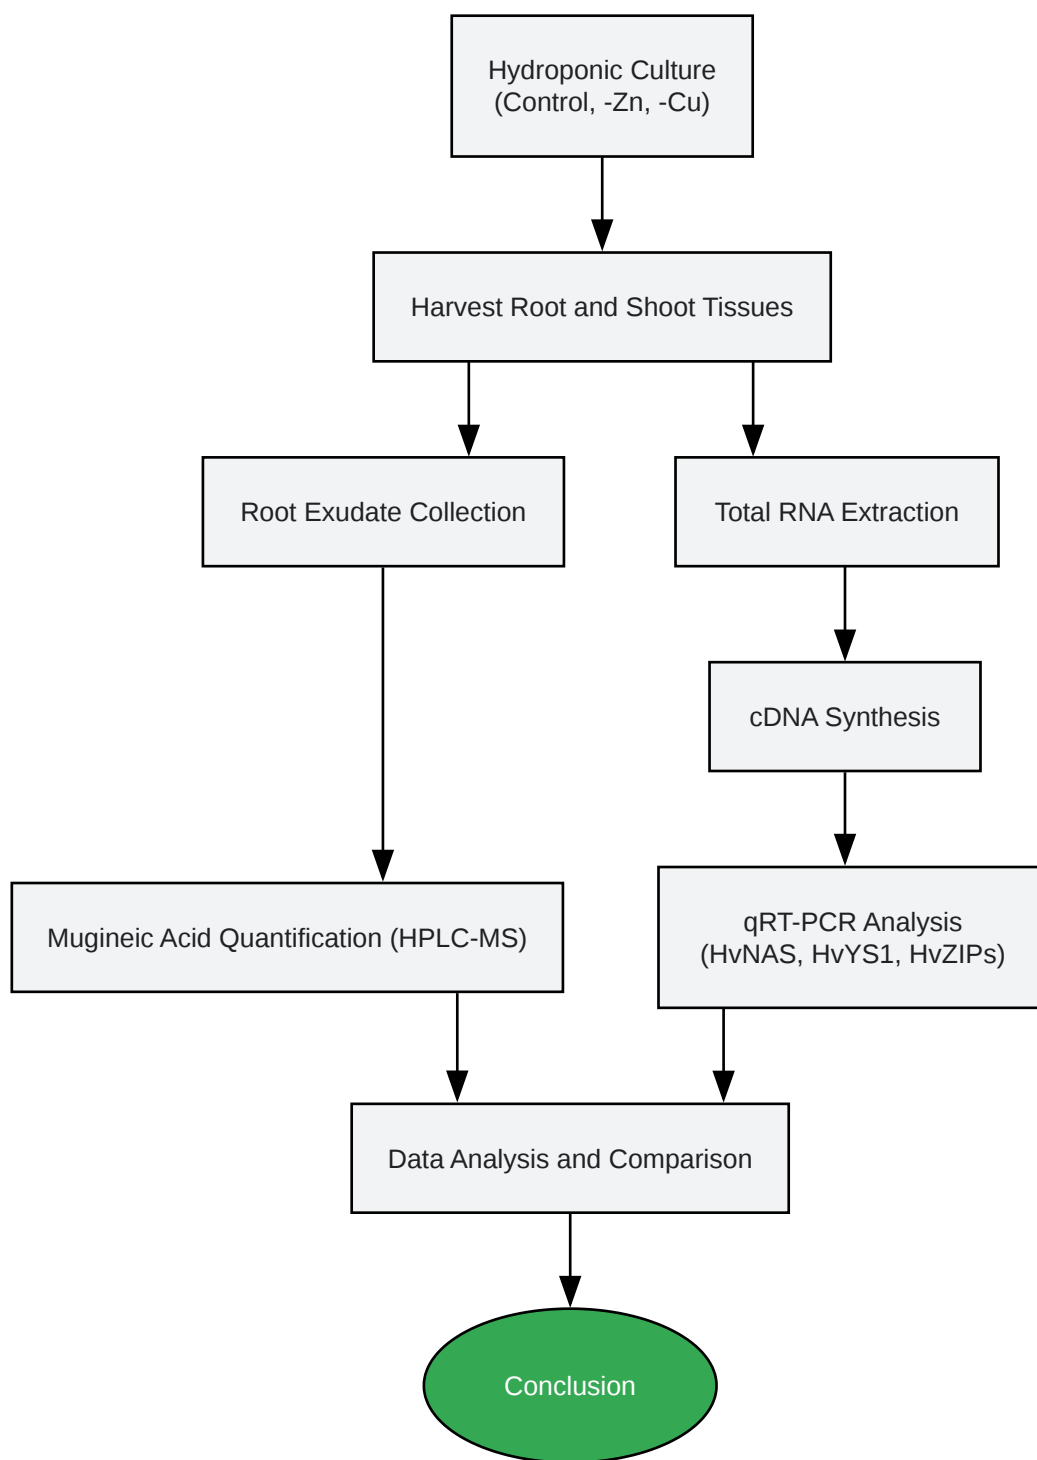 Hydroponic Culture
(Control, -Zn, -Cu)
Harvest Root and Shoot Tissues
Root Exudate Collection
Total RNA Extraction
cDNA Synthesis
Mugineic Acid Quantification (HPLC-MS)
qRT-PCR Analysis
(HvNAS, HvYS1, HvZIPs)
Data Analysis and Comparison
Conclusion